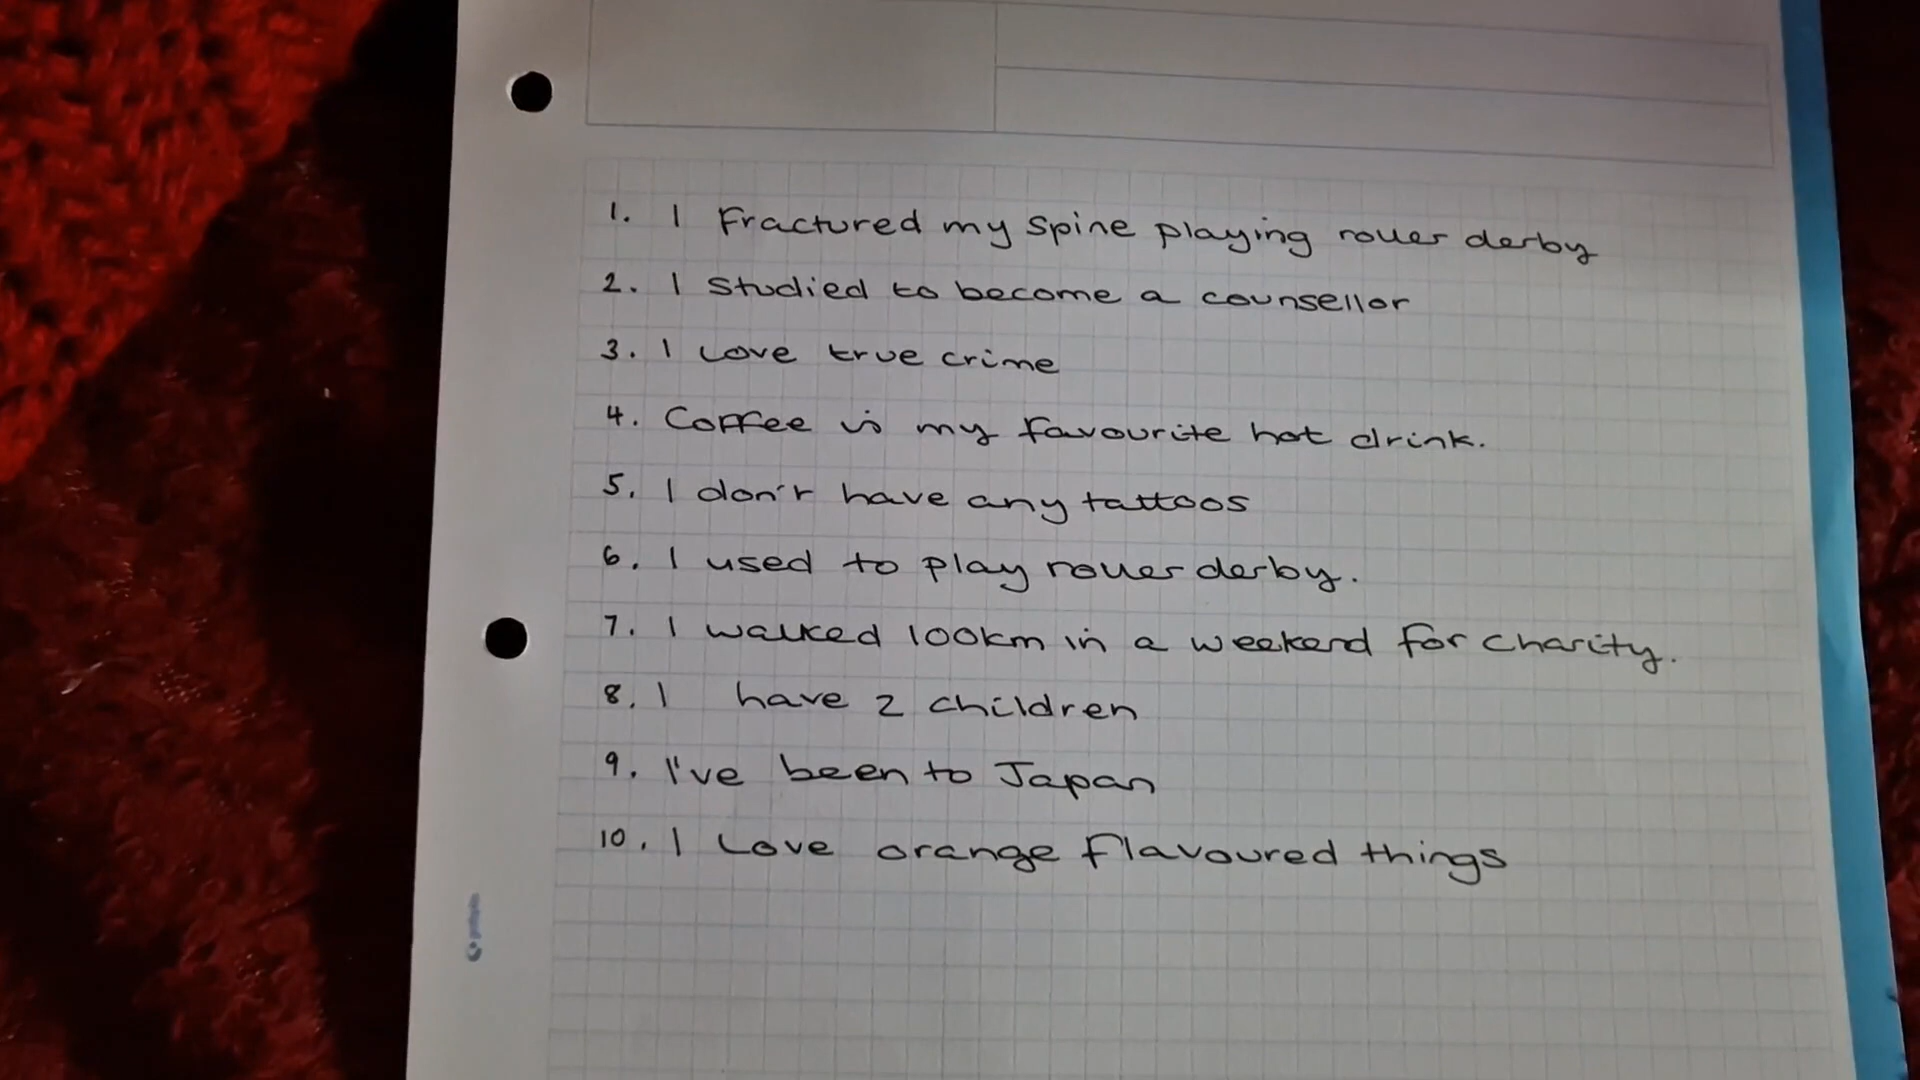 1. I Fractured my spine playing roller derby
2. I studied to become a counsellor
3. I love true crime
4. Coffee is my favourite hot drink.
5. I don't have any tattoos
6. I used to play roller derby.
7. I walked 100km in a weekend for charity.
8. I have 2 children
9. I've been to Japan
10. I love orange flavoured things